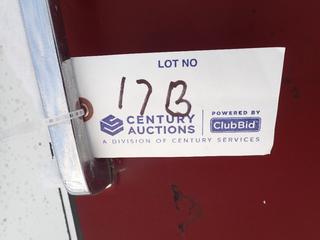 LOT NO
17B
CENTURY AUCTIONS
POWERED BY
ClubBid
A DIVISION OF CENTURY SERVICES